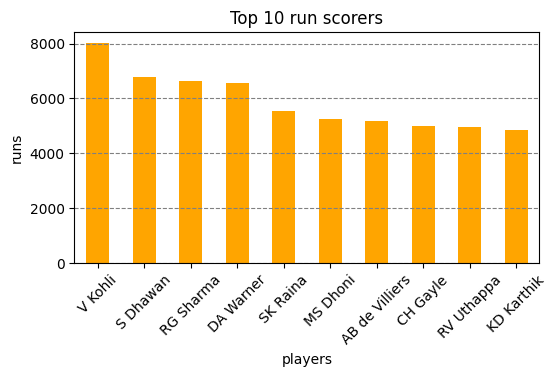 Top 10 run scorers
8000
6000
4000
2000
0
runs
V Kohli
S Dhawan
RG Sharma
DA Warner
SK Raina
MS Dhoni
AB de Villiers
CH Gayle
RV Uthappa
KD Karthik
players